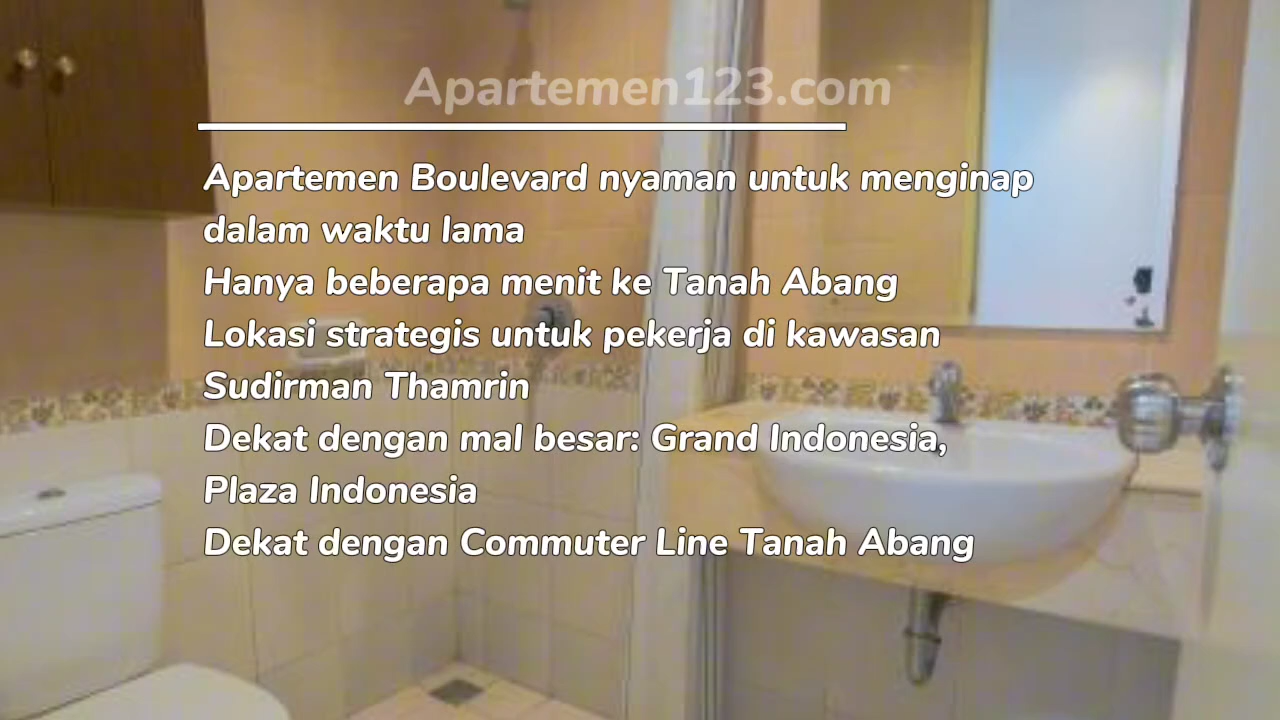 Apartemen123.com
Apartemen Boulevard nyaman untuk menginap
dalam waktu lama
Hanya beberapa menit ke Tanah Abang
Lokasi strategis untuk pekerja di kawasan
Sudirman Thamrin
Dekat dengan mal besar: Grand Indonesia,
Plaza Indonesia
Dekat dengan Commuter Line Tanah Abang